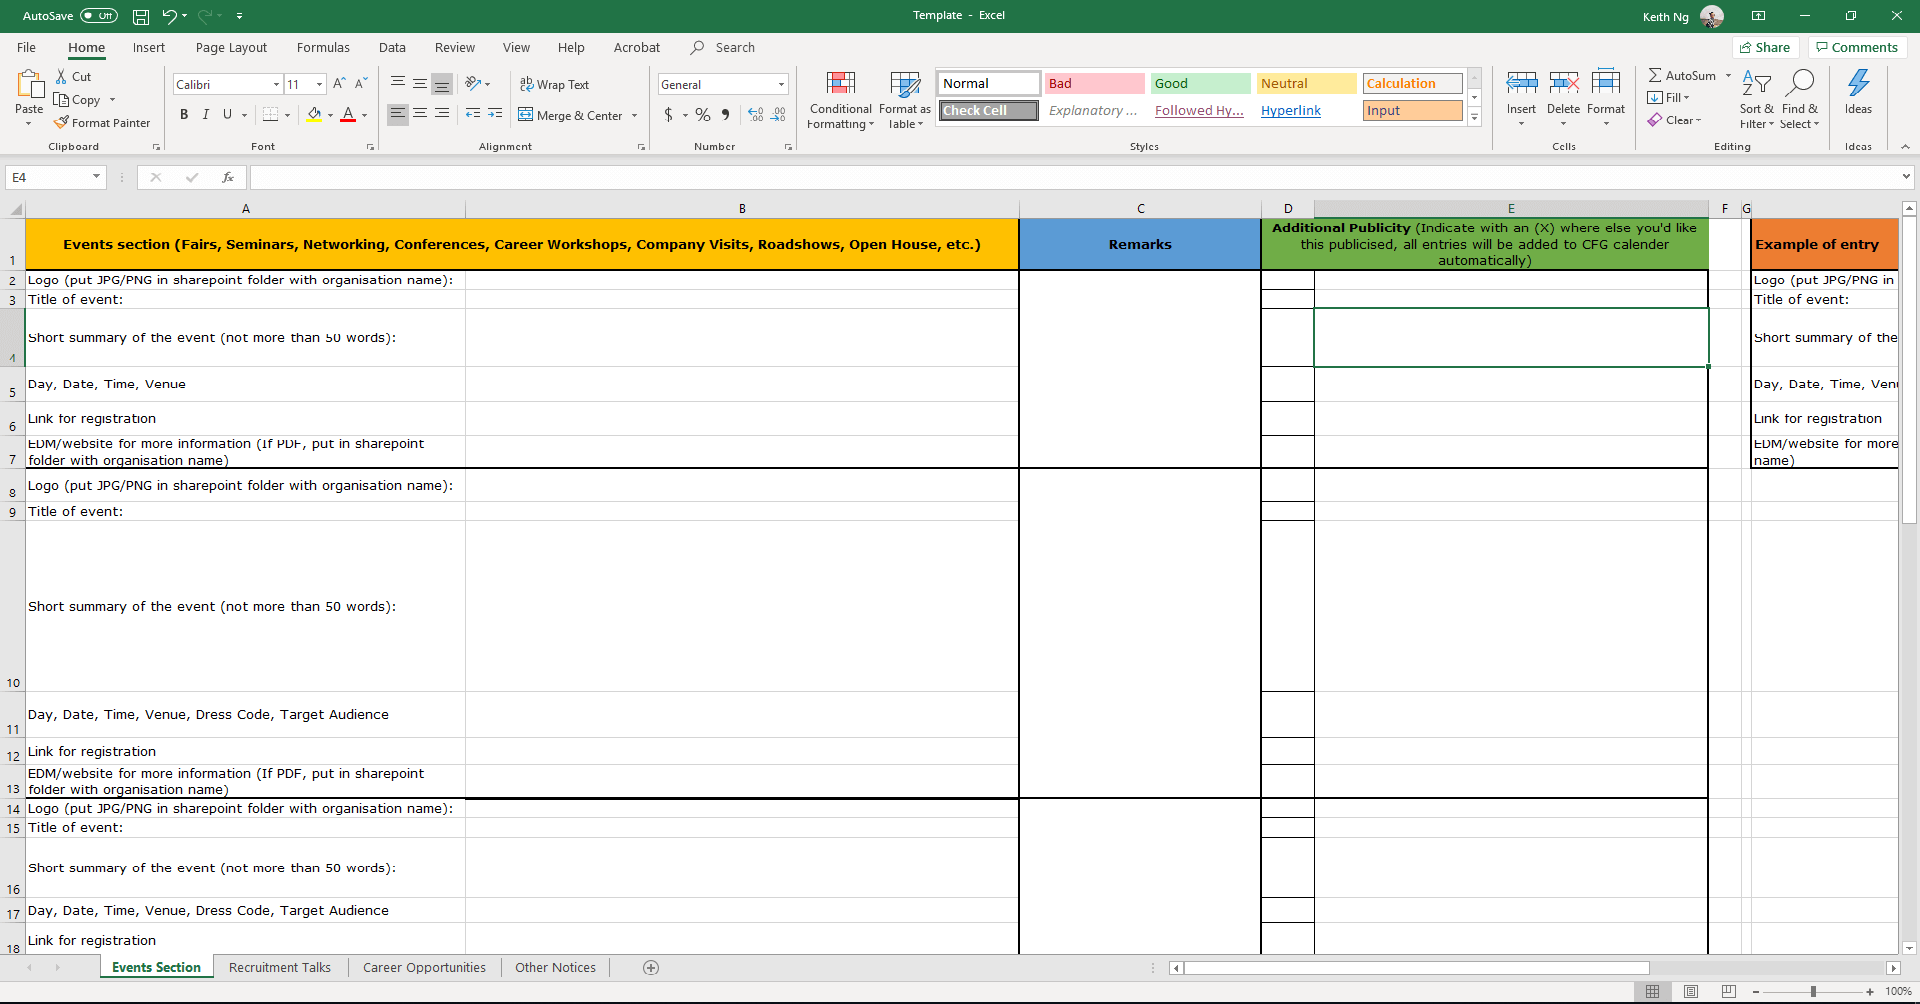 AutoSave Off Template - Excel Keith Ng
File Home Insert Page Layout Formulas Data Review View Help Acrobat Search Share Comments
Paste Cut Copy Format Painter Clipboard
Calibri 11 A A B I U A Font
ab Wrap Text Merge & Center Alignment
General $ % Number
Conditional Formatting Format as Table
Normal Bad Good Neutral Calculation
Check Cell Explanatory ... Followed Hy... Hyperlink Input
Styles
Insert Delete Format Cells
AutoSum Fill Clear Sort & Filter Find & Select Editing
Ideas Ideas
E4 fx
A B C D E F G
1 Events section (Fairs, Seminars, Networking, Conferences, Career Workshops, Company Visits, Roadshows, Open House, etc.) Remarks Additional Publicity (Indicate with an (X) where else you'd like this publicised, all entries will be added to CFG calender automatically) Example of entry
2 Logo (put JPG/PNG in sharepoint folder with organisation name): Logo (put JPG/PNG in
3 Title of event: Title of event:
4 Short summary of the event (not more than 50 words): Short summary of the
5 Day, Date, Time, Venue Day, Date, Time, Ven
6 Link for registration Link for registration
7 EDM/website for more information (If PDF, put in sharepoint folder with organisation name) EDM/website for more name)
8 Logo (put JPG/PNG in sharepoint folder with organisation name):
9 Title of event:
10 Short summary of the event (not more than 50 words):
11 Day, Date, Time, Venue, Dress Code, Target Audience
12 Link for registration
13 EDM/website for more information (If PDF, put in sharepoint folder with organisation name)
14 Logo (put JPG/PNG in sharepoint folder with organisation name):
15 Title of event:
16 Short summary of the event (not more than 50 words):
17 Day, Date, Time, Venue, Dress Code, Target Audience
18 Link for registration
Events Section Recruitment Talks Career Opportunities Other Notices
100%